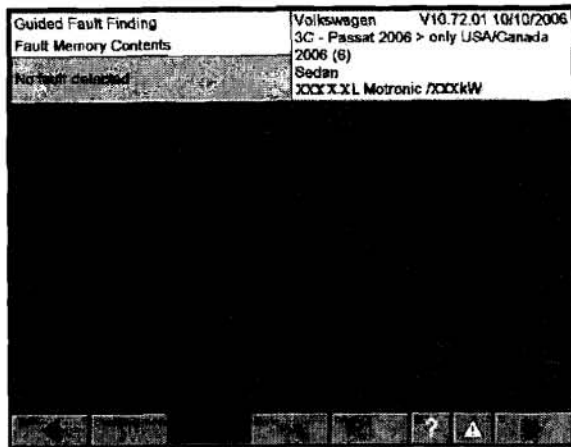 Guided Fault Finding
Fault Memory Contents
No fault detected
Volkswagen V10.72.01 10/10/2006
3C - Passat 2006 > only USA/Canada
2006 (6)
Sedan
XXX X.XL Motronic /XXXkW
?